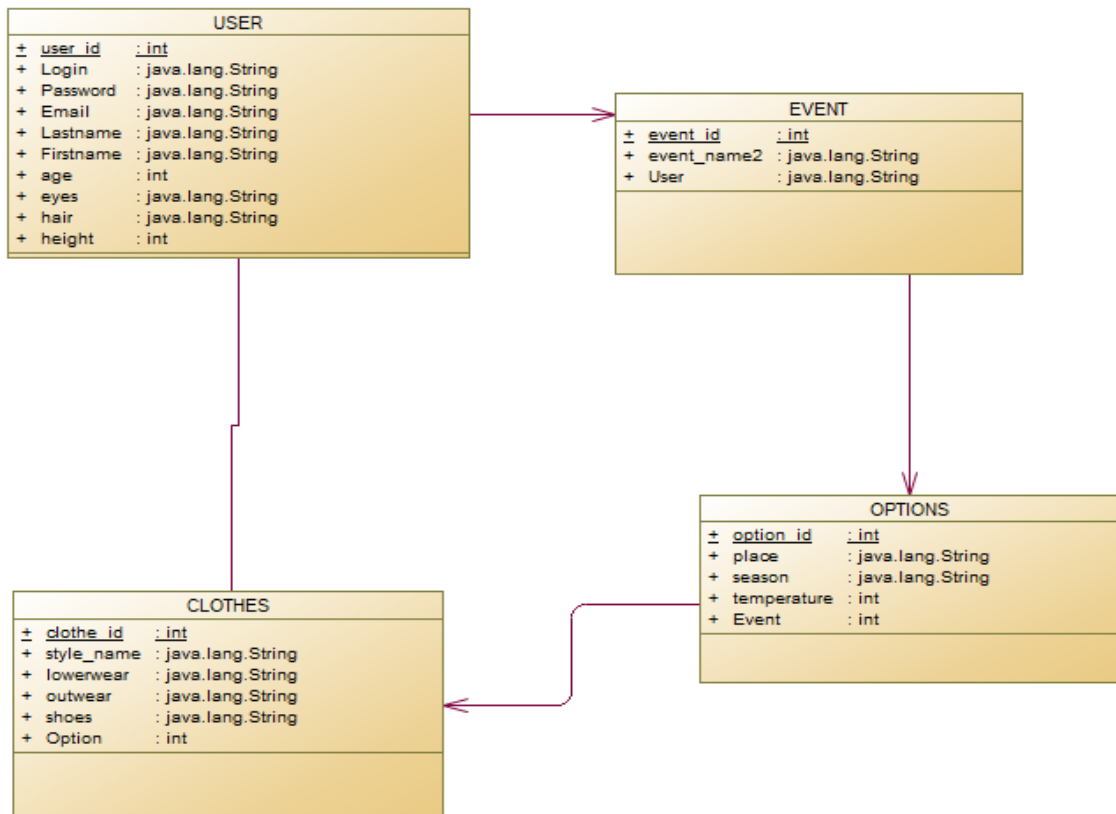 USER
+ user_id : int
+ Login : java.lang.String
+ Password : java.lang.String
+ Email : java.lang.String
+ Lastname : java.lang.String
+ Firstname : java.lang.String
+ age : int
+ eyes : java.lang.String
+ hair : java.lang.String
+ height : int
EVENT
+ event_id : int
+ event_name2 : java.lang.String
+ User : java.lang.String
OPTIONS
+ option_id : int
+ place : java.lang.String
+ season : java.lang.String
+ temperature : int
+ Event : int
CLOTHES
+ clothe_id : int
+ style_name : java.lang.String
+ lowerwear : java.lang.String
+ outwear : java.lang.String
+ shoes : java.lang.String
+ Option : int